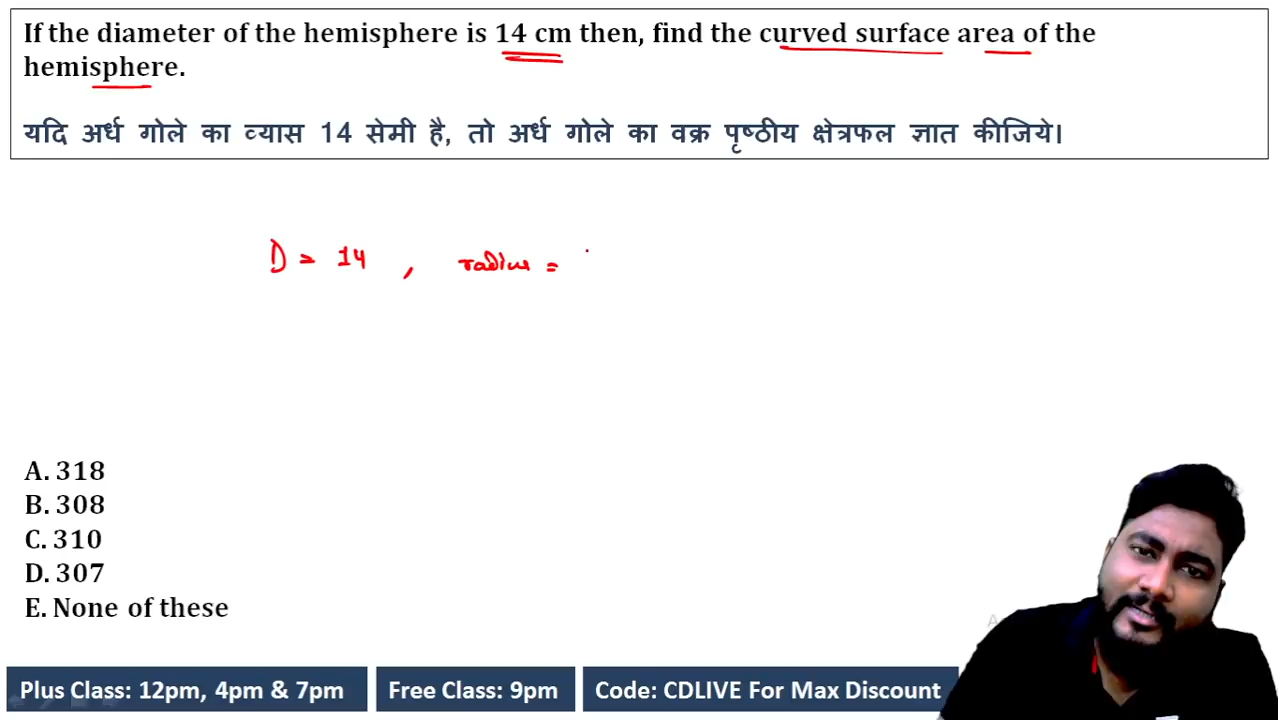 If the diameter of the hemisphere is 14 cm then, find the curved surface area of the
hemisphere.
यदि अर्ध गोले का व्यास 14 सेमी है, तो अर्ध गोले का वक्र पृष्ठीय क्षेत्रफल ज्ञात कीजिये।
D = 14 , radius =
A. 318
B. 308
C. 310
D. 307
E. None of these
Plus Class: 12pm, 4pm & 7pm
Free Class: 9pm
Code: CDLIVE For Max Discount